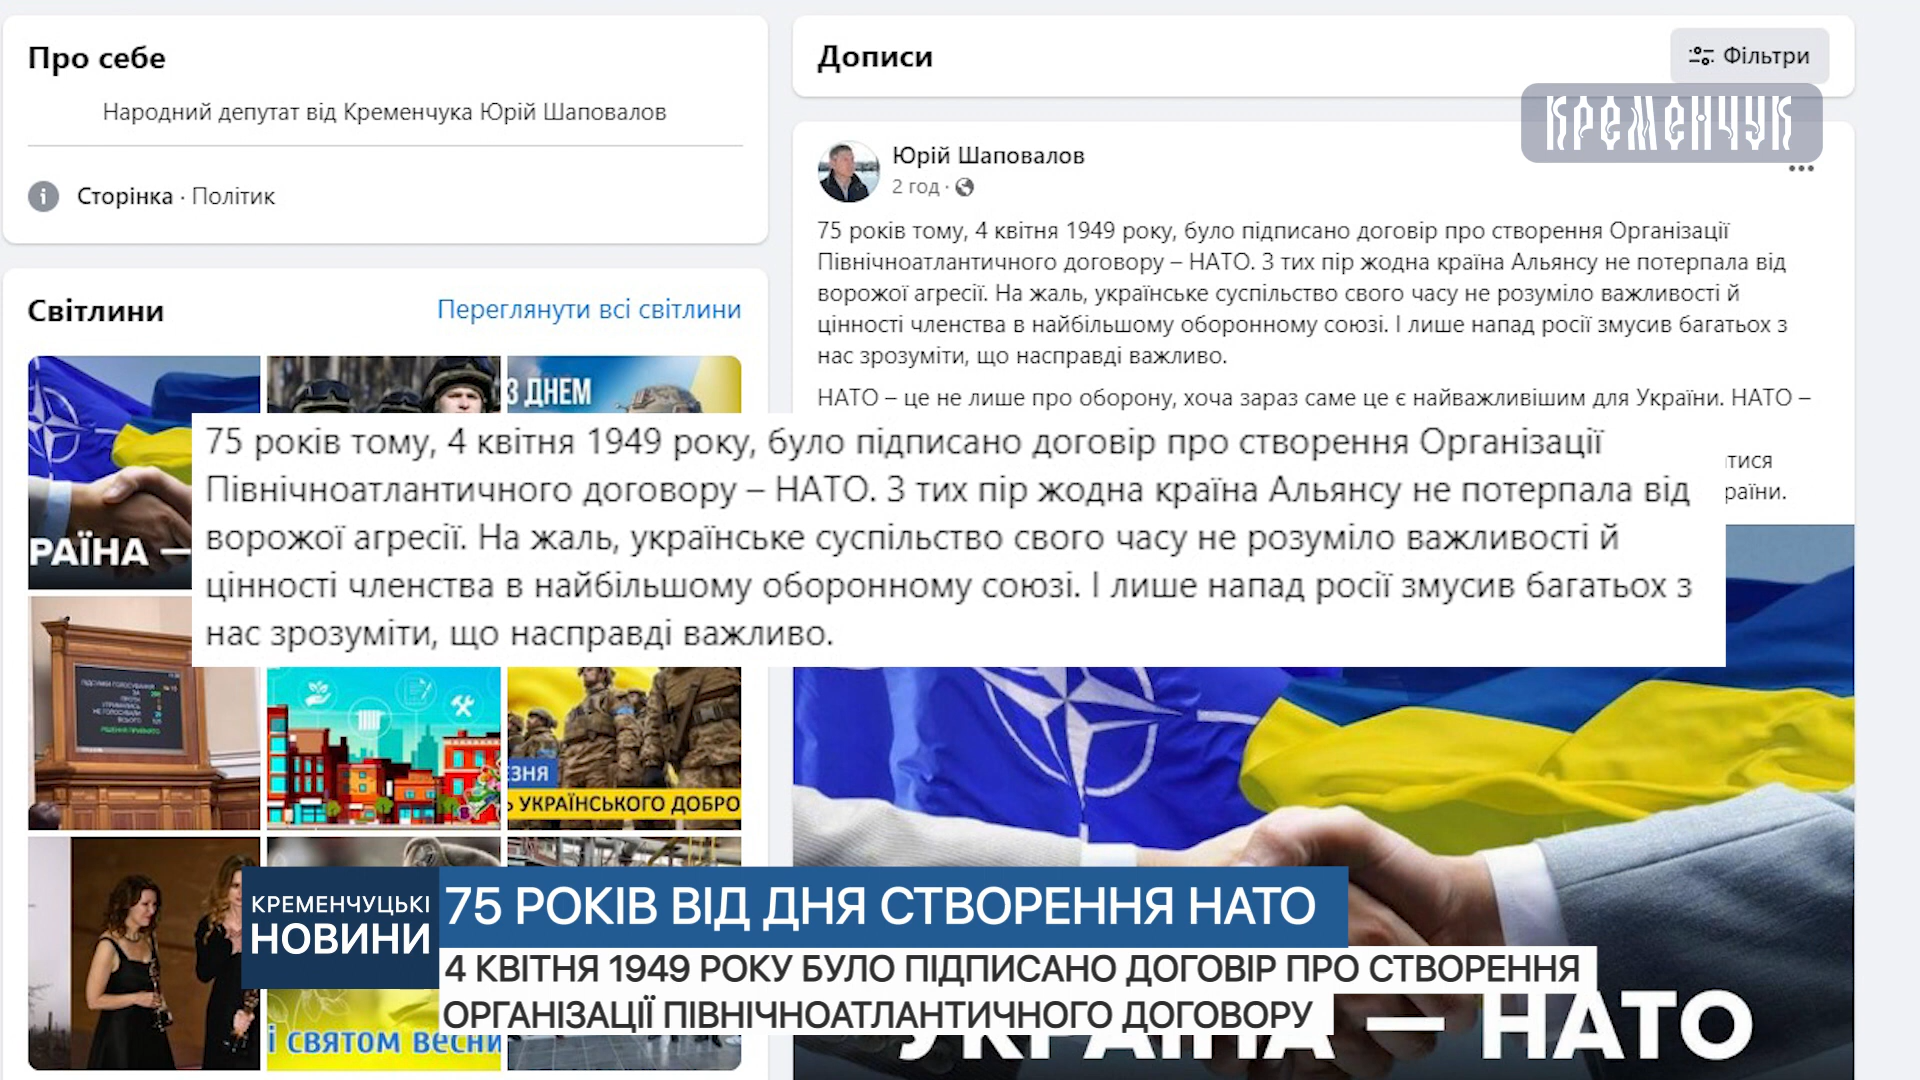 Про себе
Народний депутат від Кременчука Юрій Шаповалов
Сторінка · Політик
Світлини
Переглянути всі світлини
З ДНЕМ
РАЇНА —
ЕЗНЯ
УКРАЇНСЬКОГО ДОБРО
і святом весни
Дописи
Фільтри
КРЕМЕНЧУК
Юрій Шаповалов
2 год ·
75 років тому, 4 квітня 1949 року, було підписано договір про створення Організації
Північноатлантичного договору – НАТО. З тих пір жодна країна Альянсу не потерпала від
ворожої агресії. На жаль, українське суспільство свого часу не розуміло важливості й
цінності членства в найбільшому оборонному союзі. І лише напад росії змусив багатьох з
нас зрозуміти, що насправді важливо.
НАТО – це не лише про оборону, хоча зараз саме це є найважливішим для України. НАТО –
тися
раїни.
75 років тому, 4 квітня 1949 року, було підписано договір про створення Організації
Північноатлантичного договору – НАТО. З тих пір жодна країна Альянсу не потерпала від
ворожої агресії. На жаль, українське суспільство свого часу не розуміло важливості й
цінності членства в найбільшому оборонному союзі. І лише напад росії змусив багатьох з
нас зрозуміти, що насправді важливо.
КРЕМЕНЧУЦЬКІ
НОВИНИ
75 РОКІВ ВІД ДНЯ СТВОРЕННЯ НАТО
4 КВІТНЯ 1949 РОКУ БУЛО ПІДПИСАНО ДОГОВІР ПРО СТВОРЕННЯ
ОРГАНІЗАЦІЇ ПІВНІЧНОАТЛАНТИЧНОГО ДОГОВОРУ
УКРАЇНА — НАТО